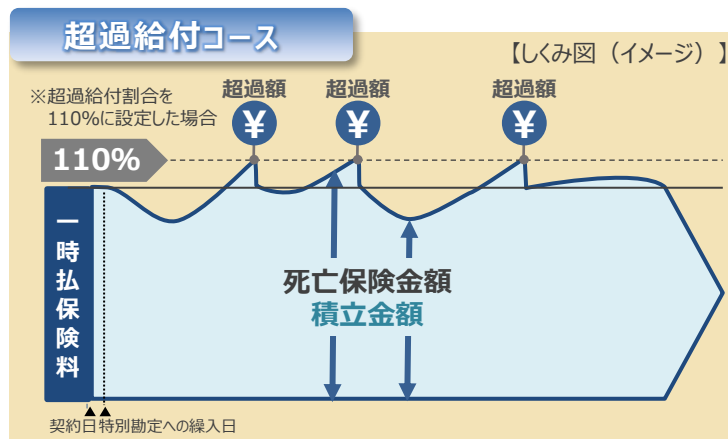 超過給付コース
【しくみ図（イメージ）】
※超過給付割合を
110%に設定した場合
超過額
超過額
超過額
¥
¥
¥
110%
一時払保険料
死亡保険金額
積立金額
契約日
特別勘定への繰入日